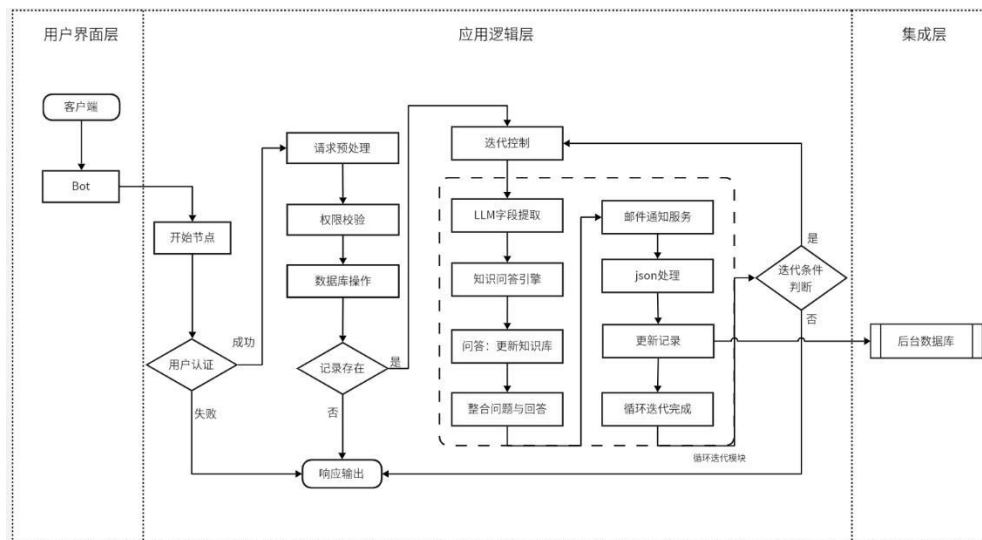 用户界面层
应用逻辑层
集成层
客户端
Bot
开始节点
用户认证
成功
失败
请求预处理
权限校验
数据库操作
记录存在
是
否
响应输出
迭代控制
LLM字段提取
知识问答引擎
问答：更新知识库
整合问题与回答
邮件通知服务
json处理
更新记录
循环迭代完成
循环迭代模块
迭代条件
判断
是
否
后台数据库